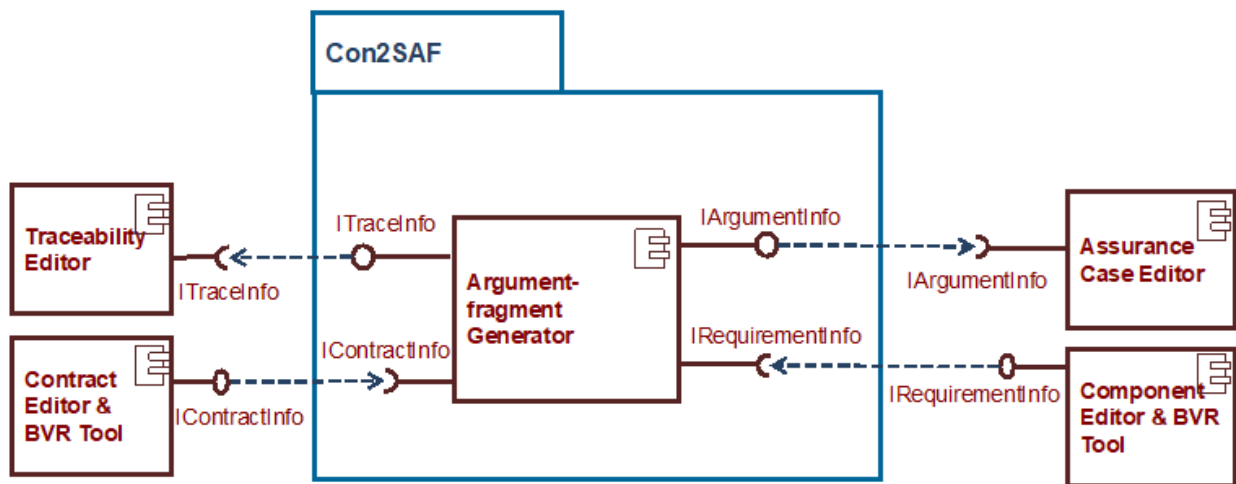 Con2SAF
Traceability
Editor
ITraceInfo
ITraceInfo
Contract
Editor &
BVR Tool
IContractInfo
IContractInfo
Argument-
fragment
Generator
IArgumentInfo
IArgumentInfo
IRequirementInfo
IRequirementInfo
Assurance
Case Editor
Component
Editor & BVR
Tool